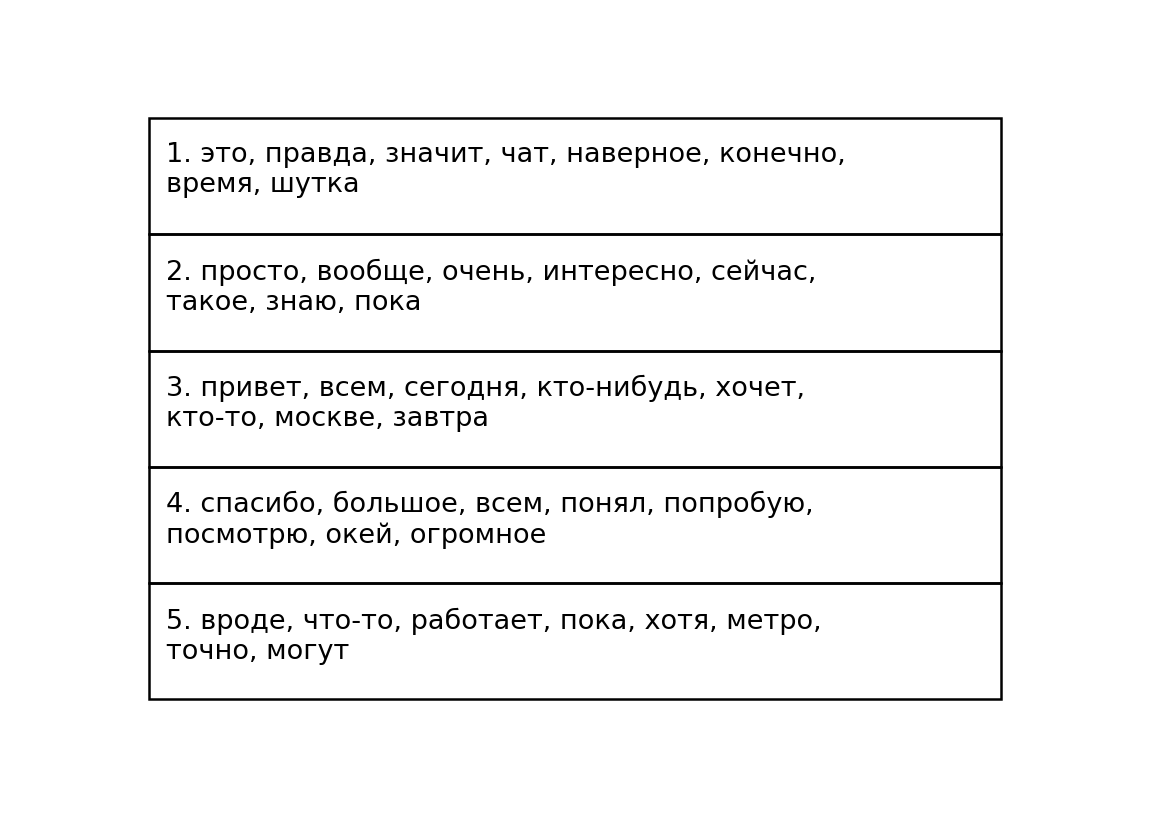 1. это, правда, значит, чат, наверное, конечно,
время, шутка
2. просто, вообще, очень, интересно, сейчас,
такое, знаю, пока
3. привет, всем, сегодня, кто-нибудь, хочет,
кто-то, москве, завтра
4. спасибо, большое, всем, понял, попробую,
посмотрю, окей, огромное
5. вроде, что-то, работает, пока, хотя, метро,
точно, могут